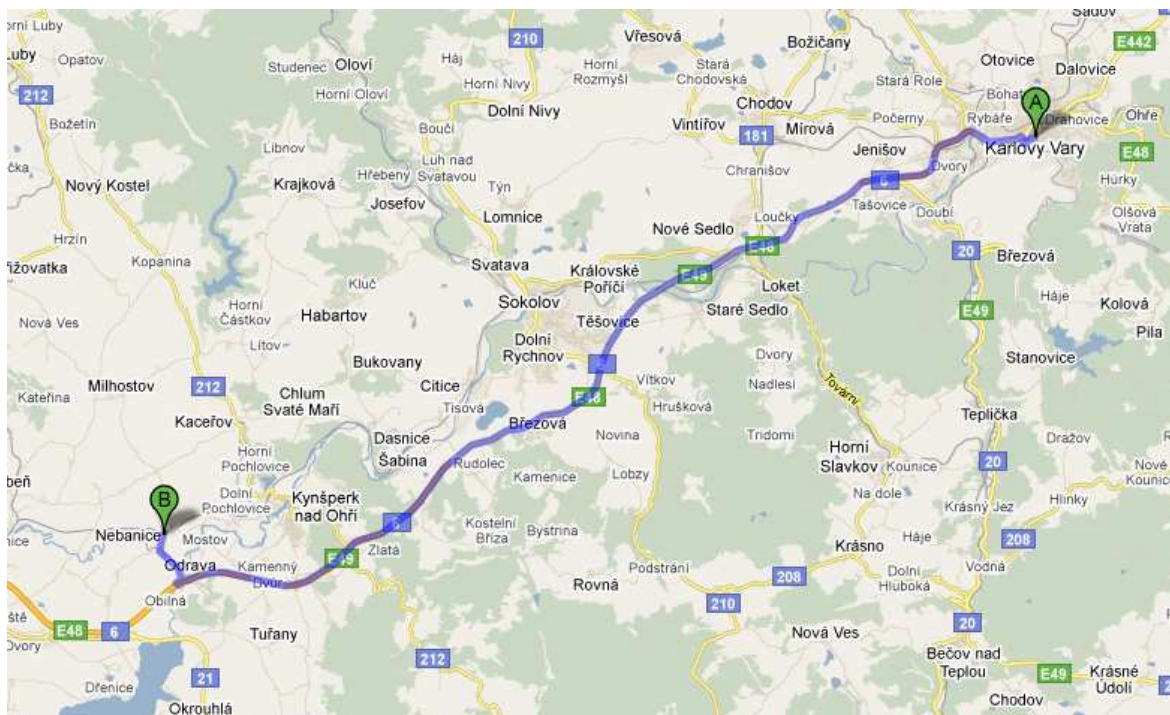 orní Luby
Luby
Opatov
212
Božetín
Studenec
Oloví
Horní Oloví
Háj
210
Horní Nivy
Dolní Nivy
Vřesová
Horní
Rozmyšl
Stará
Chodovská
Božičany
Sadov
E442
Otovice
Dalovice
Stará Role
Bohat
A
Chodov
Vintířov
181
Mírová
Počerny
Rybáře
Drahovice
Ohře
Karlovy Vary
E48
Bouči
Luh nad
Svatavou
Libnov
Hřebený
Krajková
Josefov
Týn
Lomnice
Nový Kostel
Hrzín
Kopanina
Chranišov
Jenišov
Dvory
6
Tašovice
Doubí
Hůrky
Olšová
Vrata
Loučky
Nové Sedlo
E48
20
Březová
Svatava
Královské
Poříčí
E49
Loket
Staré Sedlo
E49
Háje
Kolová
Pila
Stanovice
Sokolov
Těšovice
Dolní
Rychnov
Kluč
Habartov
Horní
Částkov
Lítov
Nová Ves
Bukovany
Citice
Vítkov
Dvory
Nadlesí
Tovární
Milhostov
Kateřina
212
Kaceřov
Chlum
Svaté Maří
Tisová
E48
Březová
Hrušková
Teplička
Dasnice
Šabina
Rudolec
Novina
Tridomí
Horní
Slavkov
Kounice
Dražov
Nové
Kounice
Horní
Pochlovice
Dolní
Pochlovice
Kamenice
Lobzy
20
Na dole
Hlinky
Krásný Jez
B
Nebanice
Mostov
Kynšperk
nad Ohří
6
Kostelní
Bříza
Bystrina
Háje
208
Krásno
Vodná
Odrava
Kamenný
Dvůr
E49
Zlatá
Rovná
Podstrání
208
Dolní
Hluboká
Obilná
210
E48
6
Tuřany
212
Nová Ves
20
Bečov nad
Teplou
Dvory
21
Dřenice
Okrouhlá
E49
Krásné
Údolí
Chodov